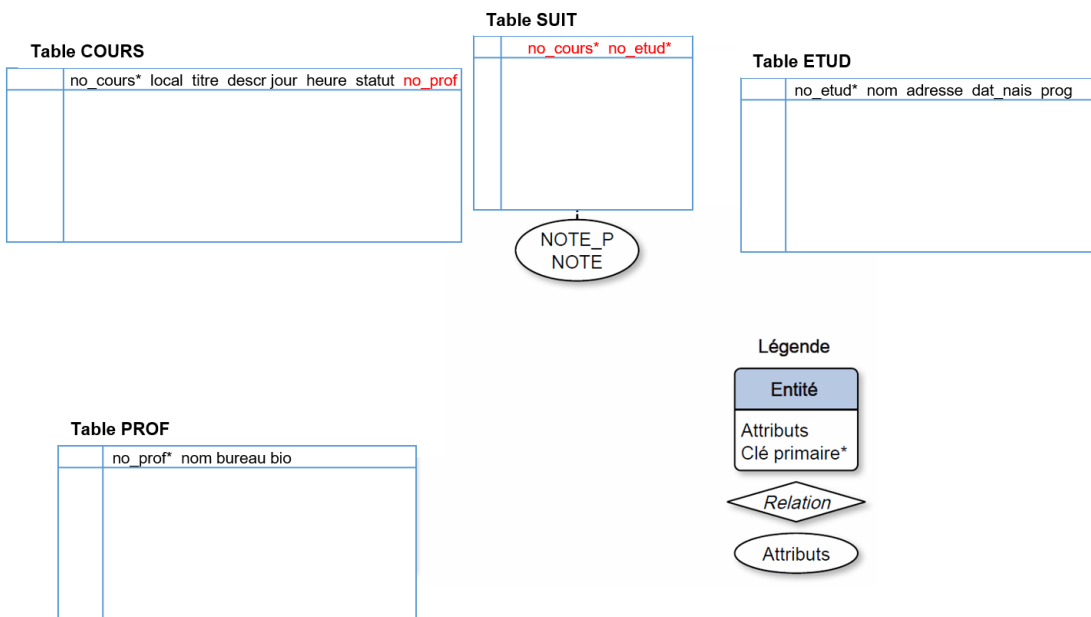 Table SUIT
no_cours* no_etud*
Table COURS
no_cours* local titre descr jour heure statut no_prof
Table ETUD
no_etud* nom adresse dat_nais prog
NOTE_P
NOTE
Légende
Entité
Attributs
Clé primaire*
Relation
Attributs
Table PROF
no_prof* nom bureau bio